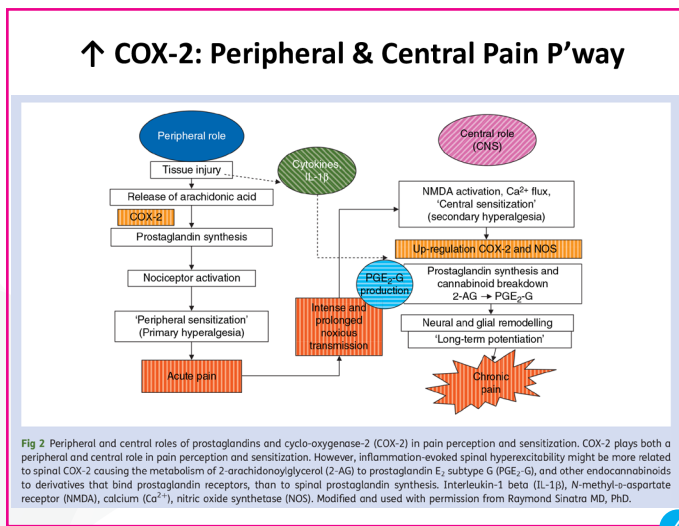 ↑ COX-2: Peripheral & Central Pain P'way
Peripheral role
Tissue injury
Release of arachidonic acid
COX-2
Prostaglandin synthesis
Nociceptor activation
'Peripheral sensitization'
(Primary hyperalgesia)
Acute pain
Cytokines,
IL-1β
Intense and
prolonged
noxious
transmission
Central role
(CNS)
NMDA activation, Ca²⁺ flux,
'Central sensitization'
(secondary hyperalgesia)
Up-regulation COX-2 and NOS
PGE₂-G
production
Prostaglandin synthesis and
cannabinoid breakdown
2-AG → PGE₂-G
Neural and glial remodelling
'Long-term potentiation'
Chronic
pain
Fig 2 Peripheral and central roles of prostaglandins and cyclo-oxygenase-2 (COX-2) in pain perception and sensitization. COX-2 plays both a
peripheral and central role in pain perception and sensitization. However, inflammation-evoked spinal hyperexcitability might be more related
to spinal COX-2 causing the metabolism of 2-arachidonoylglycerol (2-AG) to prostaglandin E₂ subtype G (PGE₂-G), and other endocannabinoids
to derivatives that bind prostaglandin receptors, than to spinal prostaglandin synthesis. Interleukin-1 beta (IL-1β), N-methyl-D-aspartate
receptor (NMDA), calcium (Ca²⁺), nitric oxide synthetase (NOS). Modified and used with permission from Raymond Sinatra MD, PhD.